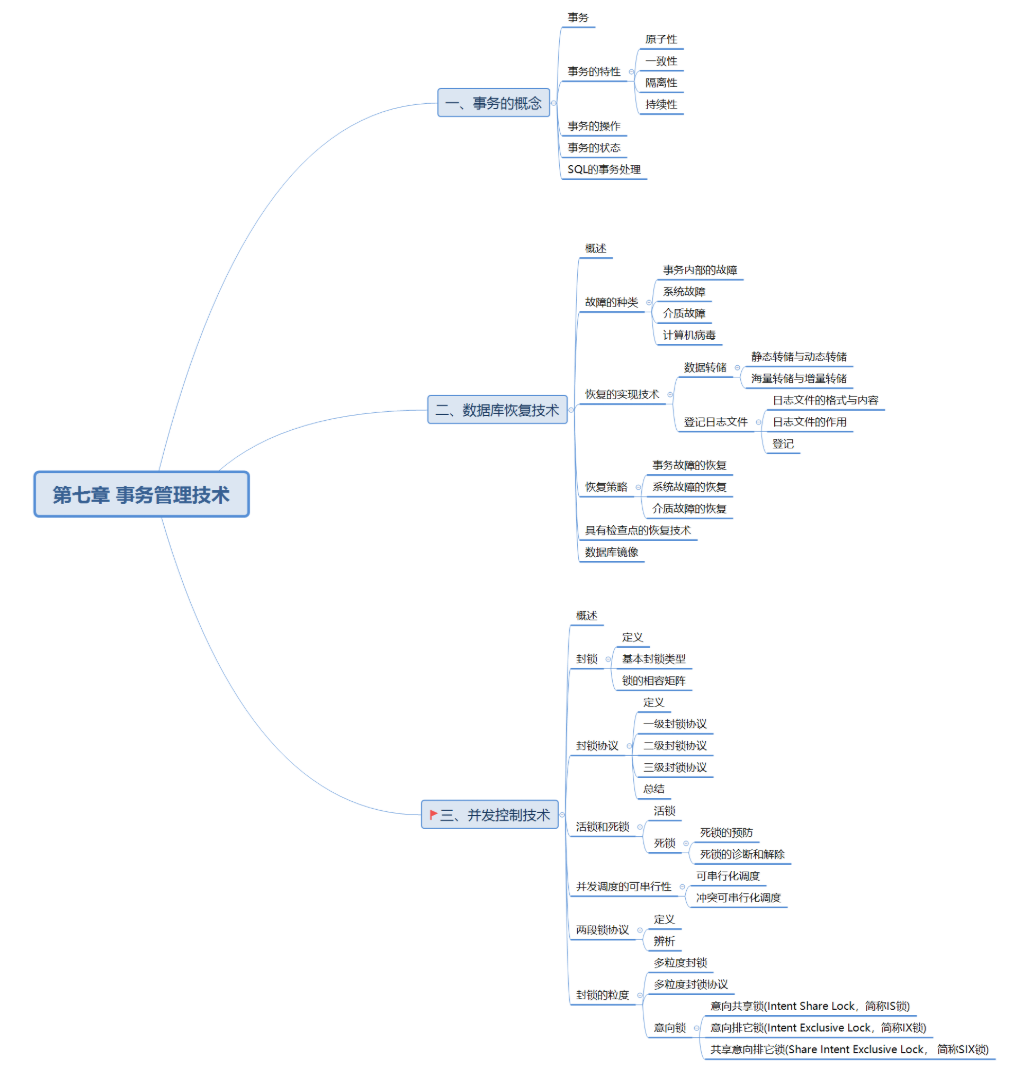 第七章 事务管理技术
一、事务的概念
事务
事务的特性
原子性
一致性
隔离性
持续性
事务的操作
事务的状态
SQL的事务处理
二、数据库恢复技术
概述
故障的种类
事务内部的故障
系统故障
介质故障
计算机病毒
恢复的实现技术
数据转储
静态转储与动态转储
海量转储与增量转储
登记日志文件
日志文件的格式与内容
日志文件的作用
登记
恢复策略
事务故障的恢复
系统故障的恢复
介质故障的恢复
具有检查点的恢复技术
数据库镜像
三、并发控制技术
概述
封锁
定义
基本封锁类型
锁的相容矩阵
封锁协议
定义
一级封锁协议
二级封锁协议
三级封锁协议
总结
活锁和死锁
活锁
死锁
死锁的预防
死锁的诊断和解除
并发调度的可串行性
可串行化调度
冲突可串行化调度
两段锁协议
定义
辨析
封锁的粒度
多粒度封锁
多粒度封锁协议
意向锁
意向共享锁(Intent Share Lock，简称IS锁)
意向排它锁(Intent Exclusive Lock，简称IX锁)
共享意向排它锁(Share Intent Exclusive Lock， 简称SIX锁)